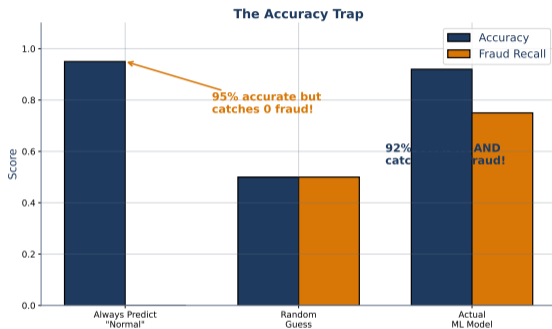 The Accuracy Trap
Accuracy
Fraud Recall
95% accurate but
catches 0 fraud!
92% AND
catc raud!
Score
1.0
0.8
0.6
0.4
0.2
0.0
Always Predict
"Normal"
Random
Guess
Actual
ML Model